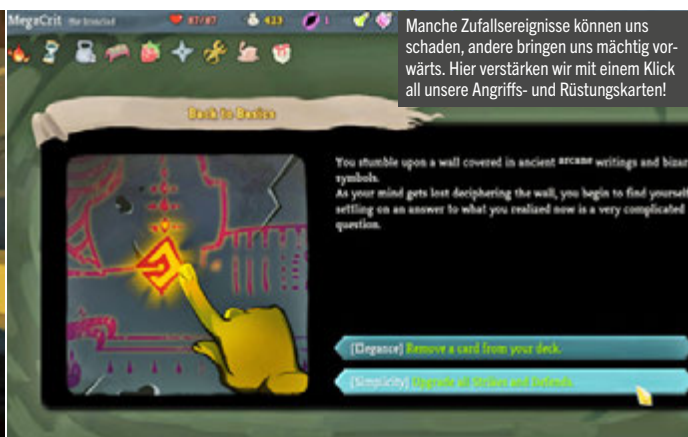 MegaCrit the Ironclad
87/87
423
1
Manche Zufallsereignisse können uns
schaden, andere bringen uns mächtig vor-
wärts. Hier verstärken wir mit einem Klick
all unsere Angriffs- und Rüstungskarten!
Back to Basics
You stumble upon a wall covered in ancient arcane writings and bizar
symbols.
As your mind gets lost deciphering the wall, you begin to find yourself
settling on an answer to what you realized now is a very complicated
question.
[Elegance] Remove a card from your deck.
[Simplicity] Upgrade all Strikes and Defends.